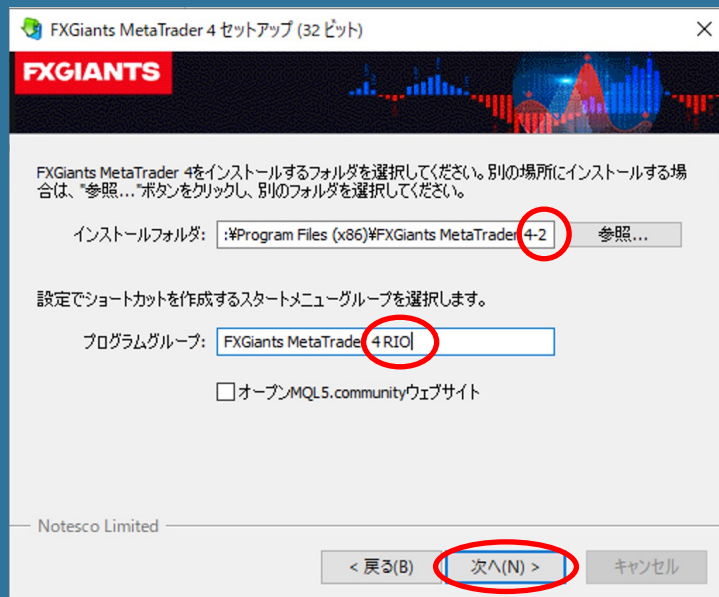 FXGiants MetaTrader 4 セットアップ (32 ビット)
FXGIANTS
FXGiants MetaTrader 4をインストールするフォルダを選択してください。別の場所にインストールする場
合は、"参照..."ボタンをクリックし、別のフォルダを選択してください。
インストールフォルダ: :¥Program Files (x86)¥FXGiants MetaTrader 4-2 参照...
設定でショートカットを作成するスタートメニューグループを選択します。
プログラムグループ: FXGiants MetaTrader 4 RIO
オープンMQL5.communityウェブサイト
Notesco Limited
< 戻る(B) 次へ(N) > キャンセル